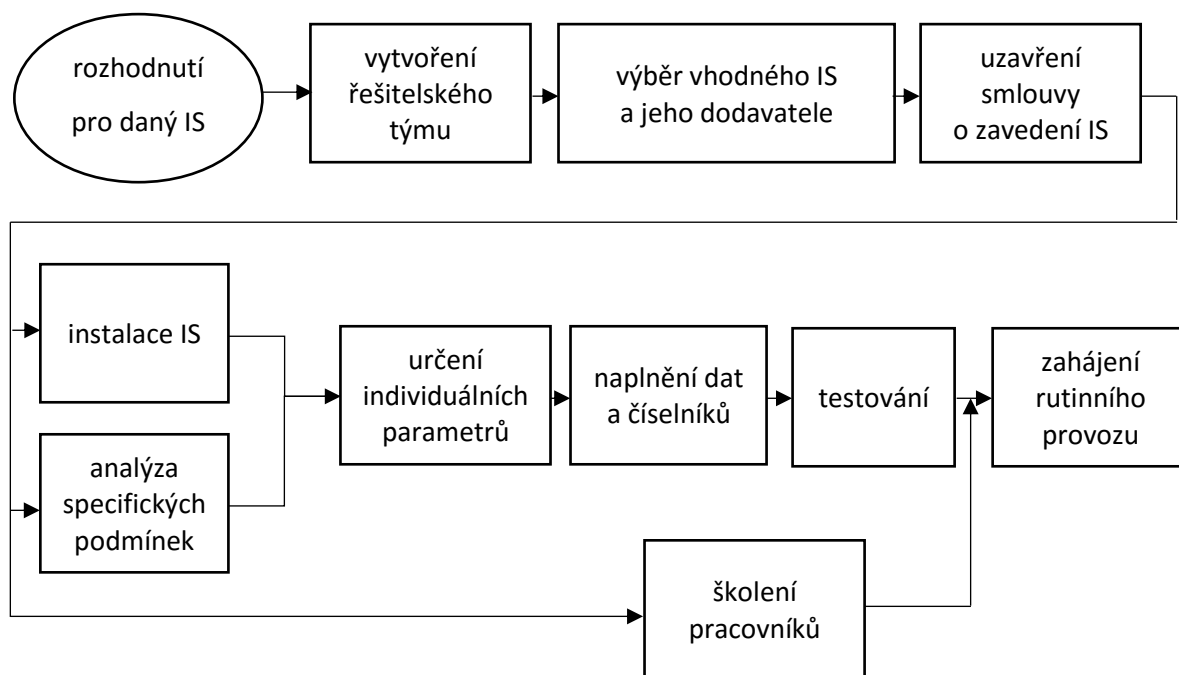 rozhodnutí
pro daný IS
vytvoření
řešitelského
týmu
výběr vhodného IS
a jeho dodavatele
uzavření
smlouvy
o zavedení IS
instalace IS
analýza
specifických
podmínek
určení
individuálních
parametrů
naplnění dat
a číselníků
testování
zahájení
rutinního
provozu
školení
pracovníků